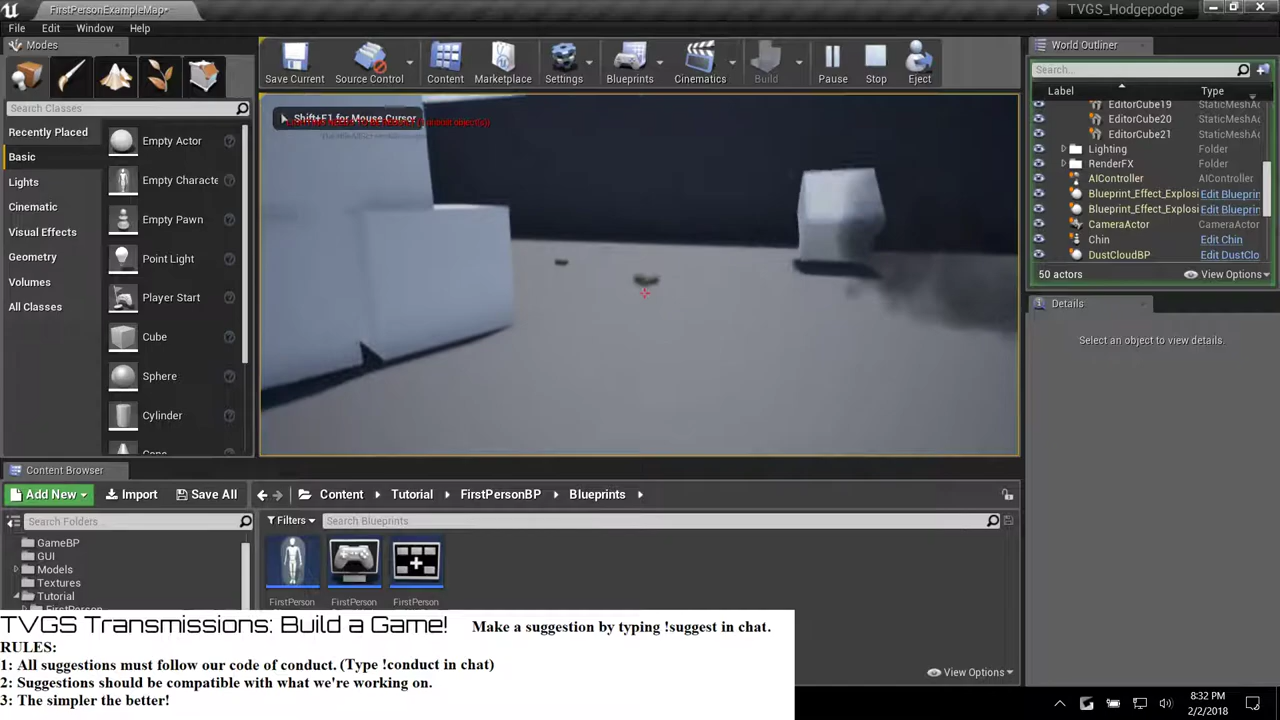 FirstPersonExampleMap*
TVGS_Hodgepodge
File Edit Window Help
Modes
Search Classes
Recently Placed
Basic
Lights
Cinematic
Visual Effects
Geometry
Volumes
All Classes
Empty Actor
Empty Characte
Empty Pawn
Point Light
Player Start
Cube
Sphere
Cylinder
Save Current
Source Control
Content
Marketplace
Settings
Blueprints
Cinematics
Build
Pause
Stop
Eject
Shift+F1 for Mouse Cursor
World Outliner
Search...
Label Type
EditorCube19 StaticMeshAc
EditorCube20 StaticMeshAc
EditorCube21 StaticMeshAc
Lighting Folder
RenderFX Folder
AIController AIController
Blueprint_Effect_Explosi Edit Blueprin
Blueprint_Effect_Explosi Edit Blueprin
CameraActor CameraActor
Chin Edit Chin
DustCloudBP Edit DustClo
50 actors View Options
Details
Select an object to view details.
Content Browser
Add New Import Save All Content Tutorial FirstPersonBP Blueprints
Search Folders
Filters Search Blueprints
GameBP
GUI
Models
Textures
Tutorial
FirstPerson
FirstPerson FirstPerson FirstPerson
View Options
TVGS Transmissions: Build a Game! Make a suggestion by typing !suggest in chat.
RULES:
1: All suggestions must follow our code of conduct. (Type !conduct in chat)
2: Suggestions should be compatible with what we're working on.
3: The simpler the better!
8:32 PM
2/2/2018